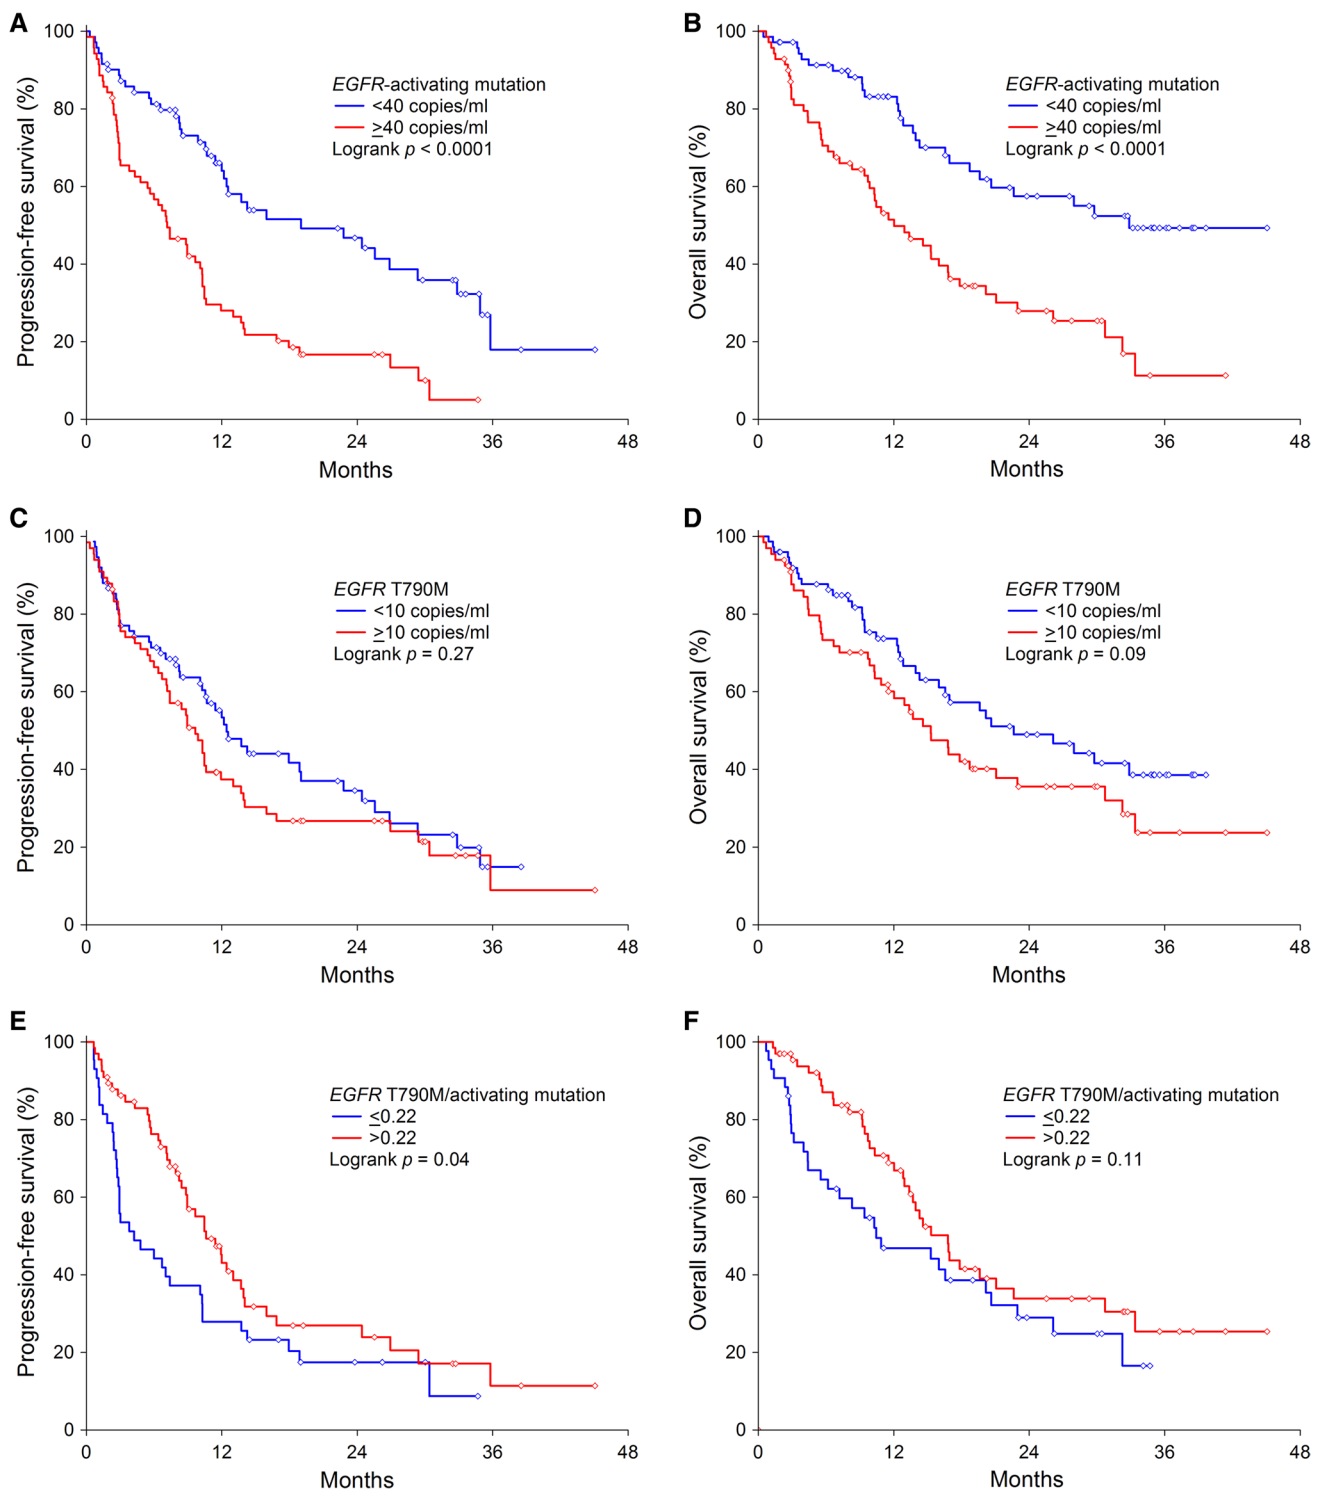 A
Progression-free survival (%)
100
80
60
40
20
0
EGFR-activating mutation
<40 copies/ml
≥40 copies/ml
Logrank p < 0.0001
0 12 24 36 48
Months
B
Overall survival (%)
100
80
60
40
20
0
EGFR-activating mutation
<40 copies/ml
≥40 copies/ml
Logrank p < 0.0001
0 12 24 36 48
Months
C
Progression-free survival (%)
100
80
60
40
20
0
EGFR T790M
<10 copies/ml
≥10 copies/ml
Logrank p = 0.27
0 12 24 36 48
Months
D
Overall survival (%)
100
80
60
40
20
0
EGFR T790M
<10 copies/ml
≥10 copies/ml
Logrank p = 0.09
0 12 24 36 48
Months
E
Progression-free survival (%)
100
80
60
40
20
0
EGFR T790M/activating mutation
≤0.22
>0.22
Logrank p = 0.04
0 12 24 36 48
Months
F
Overall survival (%)
100
80
60
40
20
0
EGFR T790M/activating mutation
≤0.22
>0.22
Logrank p = 0.11
0 12 24 36 48
Months